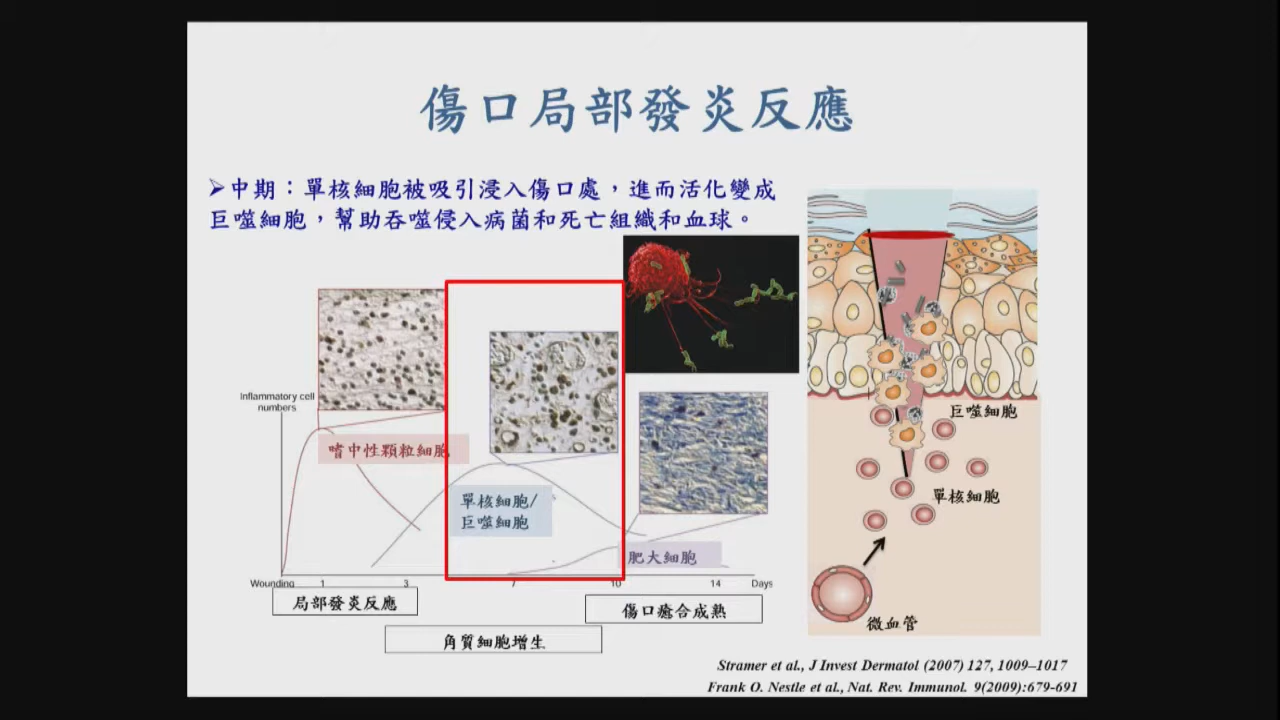 傷口局部發炎反應
➢中期：單核細胞被吸引浸入傷口處，進而活化變成
巨噬細胞，幫助吞噬侵入病菌和死亡組織和血球。
Inflammatory cell
numbers
嗜中性顆粒細胞
單核細胞/
巨噬細胞
肥大細胞
Wounding 1 3 7 10 14 Days
局部發炎反應
傷口癒合成熟
角質細胞增生
巨噬細胞
單核細胞
微血管
Stramer et al., J Invest Dermatol (2007) 127, 1009–1017
Frank O. Nestle et al., Nat. Rev. Immunol. 9(2009):679-691